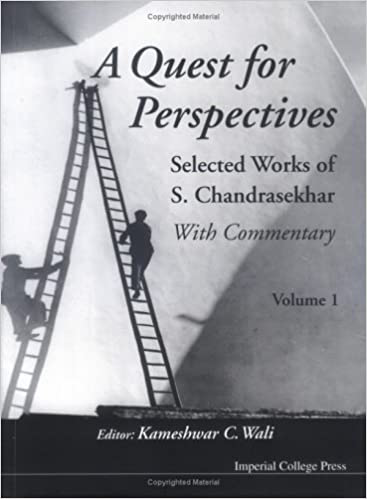 Copyrighted Material
A Quest for
Perspectives
Selected Works of
S. Chandrasekhar
With Commentary
Volume 1
Editor: Kameshwar C. Wali
Imperial College Press
Copyrighted Material